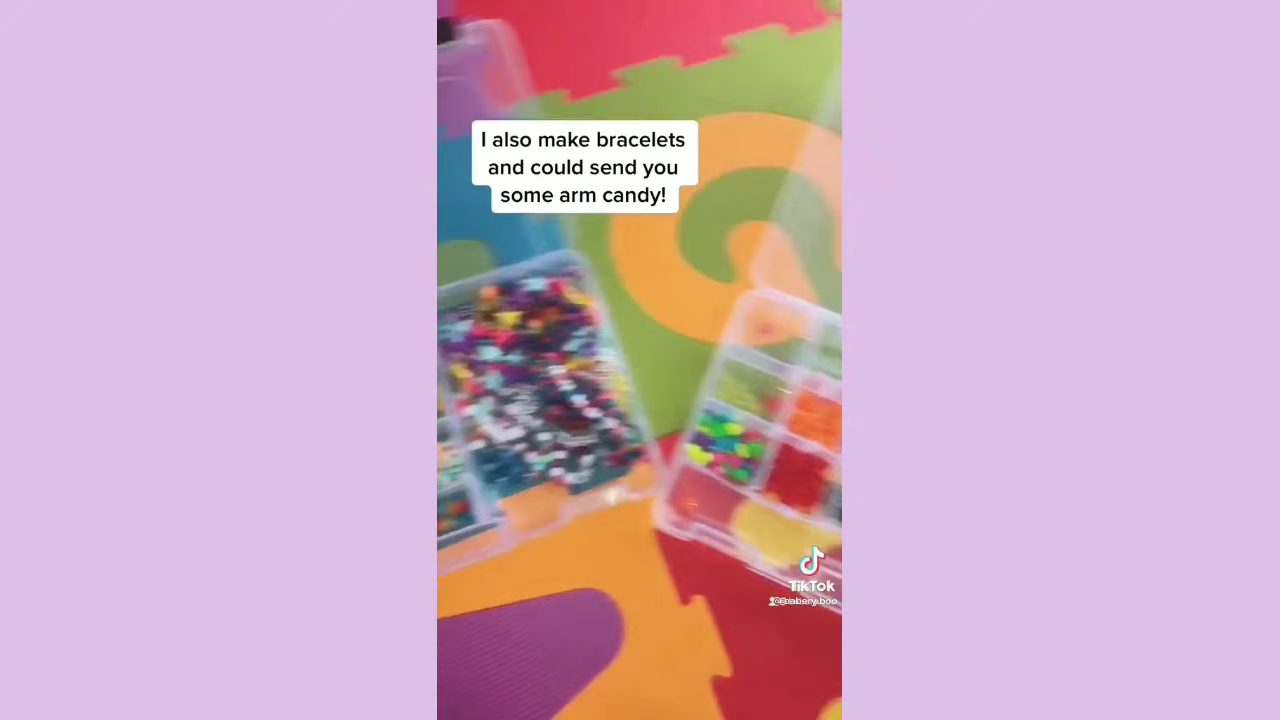 I also make bracelets
and could send you
some arm candy!
TikTok